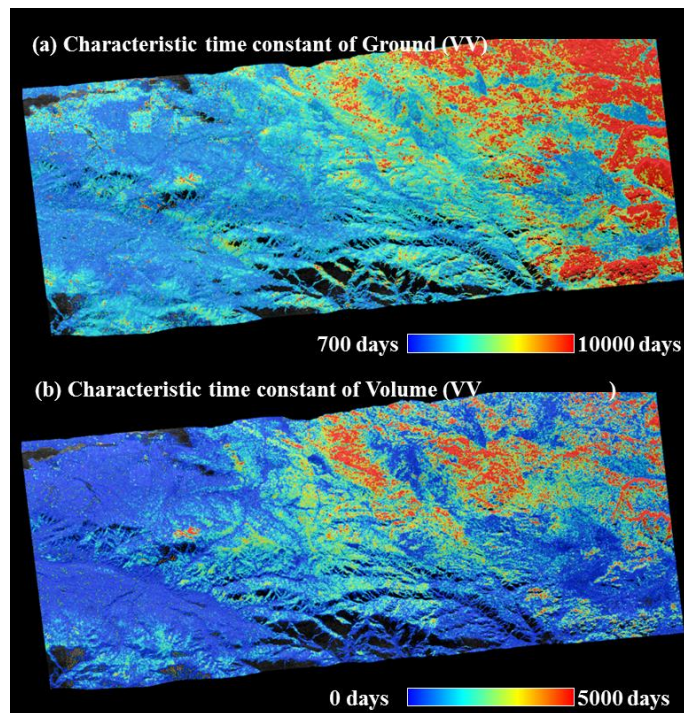 (a) Characteristic time constant of Ground (VV)
700 days 10000 days
(b) Characteristic time constant of Volume (VV )
0 days 5000 days